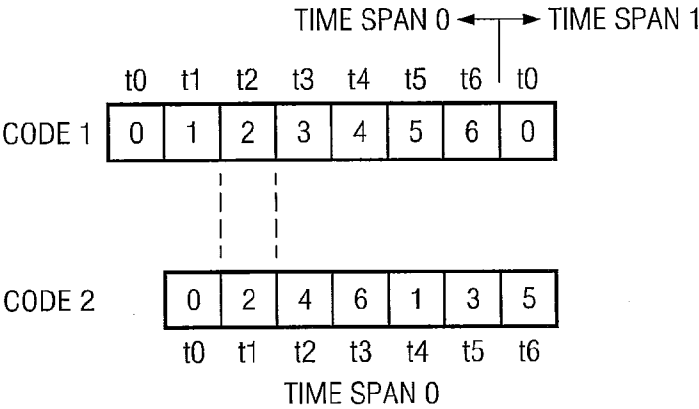 TIME SPAN 0 TIME SPAN 1
t0 t1 t2 t3 t4 t5 t6 t0
CODE 1 0 1 2 3 4 5 6 0
CODE 2 0 2 4 6 1 3 5
t0 t1 t2 t3 t4 t5 t6
TIME SPAN 0